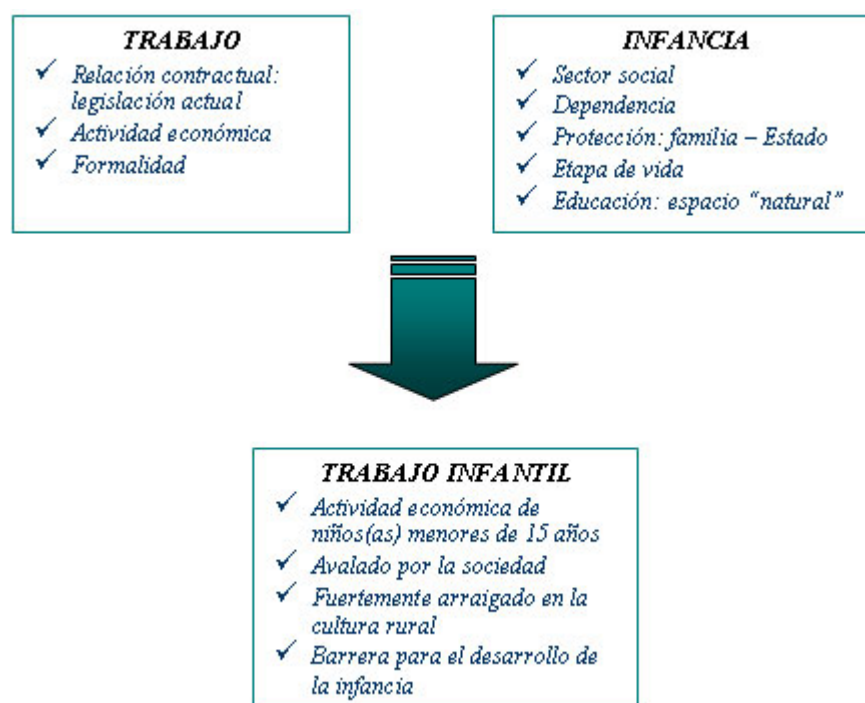 TRABAJO
✓ Relación contractual:
legislación actual
✓ Actividad económica
✓ Formalidad
INFANCIA
✓ Sector social
✓ Dependencia
✓ Protección: familia – Estado
✓ Etapa de vida
✓ Educación: espacio “natural”
TRABAJO INFANTIL
✓ Actividad económica de
niños(as) menores de 15 años
✓ Avalado por la sociedad
✓ Fuertemente arraigado en la
cultura rural
✓ Barrera para el desarrollo de
la infancia